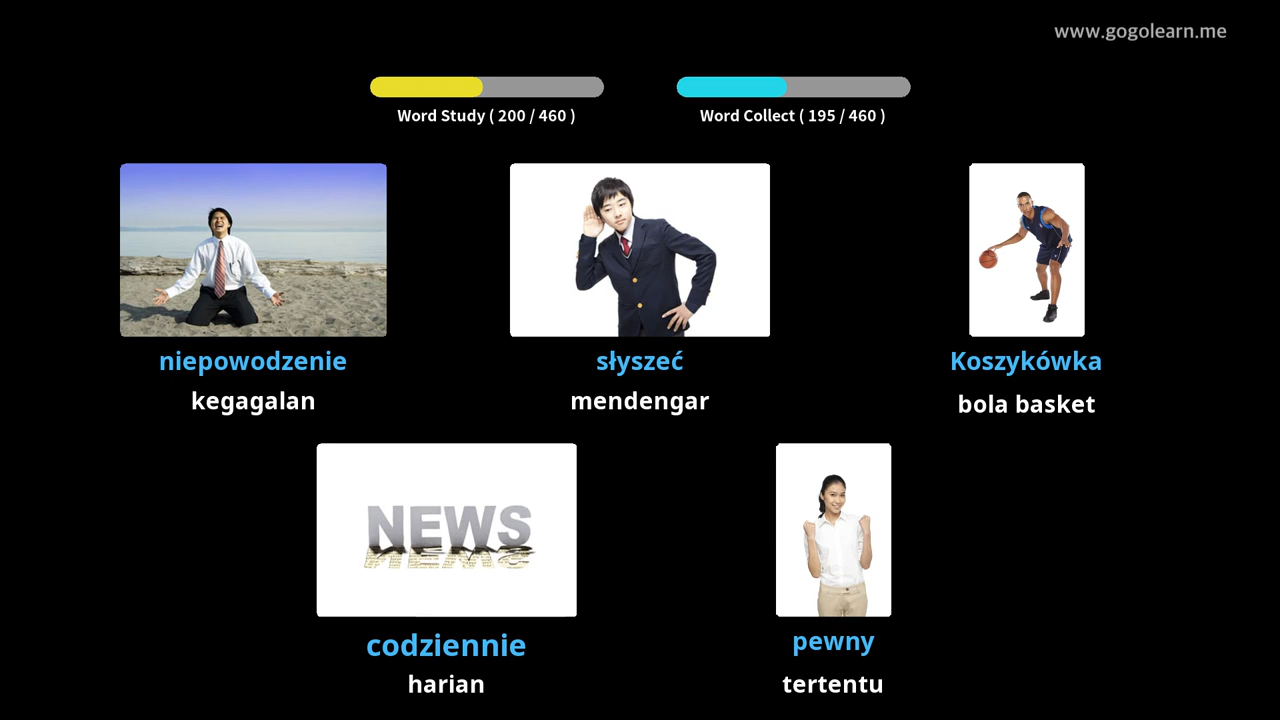 www.gogolearn.me
Word Study ( 200 / 460 )
Word Collect ( 195 / 460 )
niepowodzenie
kegagalan
słyszeć
mendengar
Koszykówka
bola basket
NEWS
codziennie
harian
pewny
tertentu